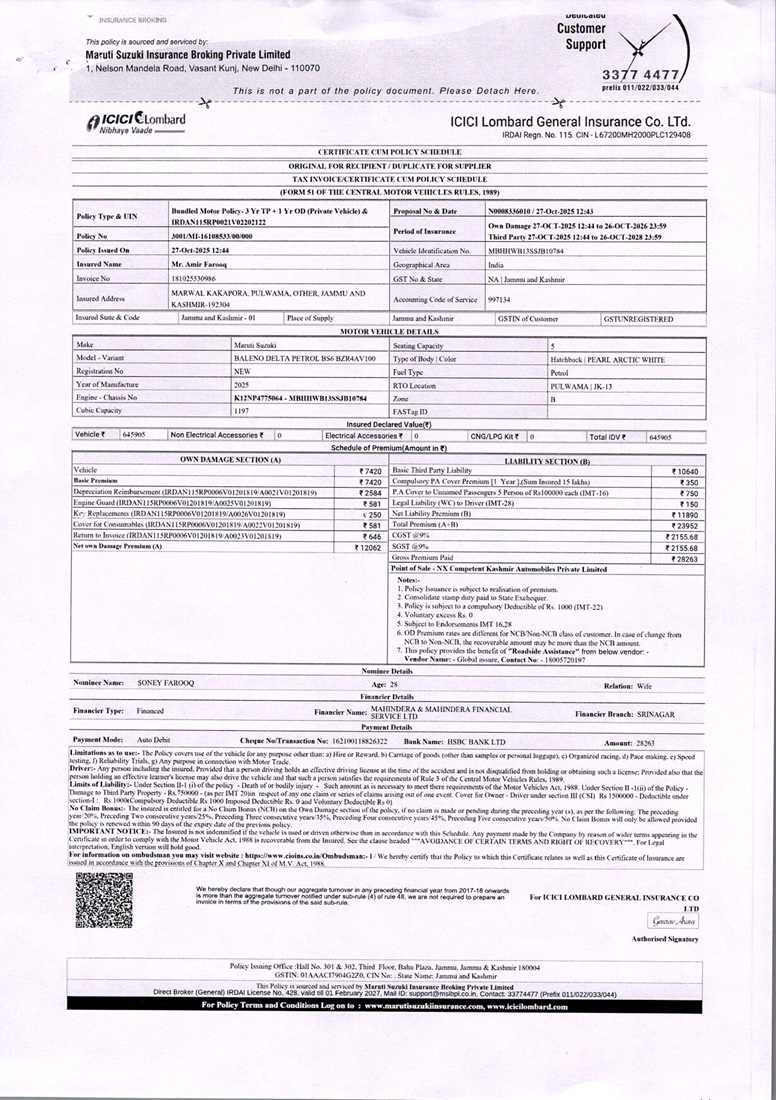 INSURANCE BROKING
This policy is sourced and serviced by:
Maruti Suzuki Insurance Broking Private Limited
1, Nelson Mandela Road, Vasant Kunj, New Delhi - 110070
Dedicated
Customer
Support
3377 4477
prefix 011/022/033/044
This is not a part of the policy document. Please Detach Here.
ICICI Lombard
Nibhaye Vaade
ICICI Lombard General Insurance Co. Ltd.
IRDAI Regn. No. 115. CIN - L67200MH2000PLC129408
CERTIFICATE CUM POLICY SCHEDULE
ORIGINAL FOR RECIPIENT / DUPLICATE FOR SUPPLIER
TAX INVOICE/CERTIFICATE CUM POLICY SCHEDULE
(FORM 51 OF THE CENTRAL MOTOR VEHICLES RULES, 1989)
Policy Type & UIN Bundled Motor Policy- 3 Yr TP + 1 Yr OD (Private Vehicle) & IRDAN115RP0021V02202122 Proposal No & Date N0008336010 / 27-Oct-2025 12:43
Policy No 3001/MI-16108533/00/000 Period of Insurance Own Damage 27-OCT-2025 12:44 to 26-OCT-2026 23:59
Third Party 27-OCT-2025 12:44 to 26-OCT-2028 23:59
Policy Issued On 27-Oct-2025 12:44 Vehicle Identification No. MBHHWB13SSJB10784
Insured Name Mr. Amir Farooq Geographical Area India
Invoice No 181025530986 GST No & State NA | Jammu and Kashmir
Insured Address MARWAL KAKAPORA, PULWAMA, OTHER, JAMMU AND KASHMIR-192304 Accounting Code of Service 997134
Insured State & Code Jammu and Kashmir - 01 Place of Supply Jammu and Kashmir GSTIN of Customer GSTUNREGISTERED
MOTOR VEHICLE DETAILS
Make Maruti Suzuki Seating Capacity 5
Model - Variant BALENO DELTA PETROL BS6 BZR4AV100 Type of Body | Color Hatchback | PEARL ARCTIC WHITE
Registration No NEW Fuel Type Petrol
Year of Manufacture 2025 RTO Location PULWAMA | JK-13
Engine - Chassis No K12NP4775064 - MBHHWB13SSJB10784 Zone B
Cubic Capacity 1197 FASTag ID
Insured Declared Value(₹)
Vehicle ₹ 645905 Non Electrical Accessories ₹ 0 Electrical Accessories ₹ 0 CNG/LPG Kit ₹ 0 Total IDV ₹ 645905
Schedule of Premium(Amount in ₹)
OWN DAMAGE SECTION (A)
Vehicle ₹ 7420
Basic Premium ₹ 7420
Depreciation Reimbursement (IRDAN115RP0006V01201819/A0021V01201819) ₹ 2584
Engine Guard (IRDAN115RP0006V01201819/A0025V01201819) ₹ 581
Key Replacements (IRDAN115RP0006V01201819/A0026V01201819) ₹ 250
Cover for Consumables (IRDAN115RP0006V01201819/A0022V01201819) ₹ 581
Return to Invoice (IRDAN115RP0006V01201819/A0023V01201819) ₹ 646
Net own Damage Premium (A) ₹ 12062
LIABILITY SECTION (B)
Basic Third Party Liability ₹ 10640
Compulsory PA Cover Premium [1 Year],(Sum Insured 15 lakhs) ₹ 350
P.A Cover to Unnamed Passengers 5 Person of Rs100000 each (IMT-16) ₹ 750
Legal Liability (WC) to Driver (IMT-28) ₹ 150
Net Liability Premium (B) ₹ 11890
Total Premium (A+B) ₹ 23952
CGST @9% ₹ 2155.68
SGST @9% ₹ 2155.68
Gross Premium Paid ₹ 28263
Point of Sale - NX Competent Kashmir Automobiles Private Limited
Notes:-
1. Policy Issuance is subject to realisation of premium.
2. Consolidate stamp duty paid to State Exchequer.
3. Policy is subject to a compulsory Deductible of Rs. 1000 (IMT-22)
4. Voluntary excess Rs. 0
5. Subject to Endorsements IMT 16,28
6. OD Premium rates are different for NCB/Non-NCB class of customer. In case of change from
NCB to Non-NCB, the recoverable amount may be more than the NCB amount.
7. This policy provides the benefit of "Roadside Assistance" from below vendor: -
Vendor Name: - Global assure, Contact No: - 18005720197
Nominee Details
Nominee Name: SONEY FAROOQ Age: 28 Relation: Wife
Financier Details
Financier Type: Financed Financier Name: MAHINDERA & MAHINDERA FINANCIAL SERVICE LTD Financier Branch: SRINAGAR
Payment Details
Payment Mode: Auto Debit Cheque No/Transaction No: 162100118826322 Bank Name: HSBC BANK LTD Amount: 28263
Limitations as to use:- The Policy covers use of the vehicle for any purpose other than: a) Hire or Reward, b) Carriage of goods (other than samples or personal luggage), c) Organized racing, d) Pace making, e) Speed
testing, f) Reliability Trials, g) Any purpose in connection with Motor Trade.
Driver:- Any person including the insured, Provided that a person driving holds an effective driving license at the time of the accident and is not disqualified from holding or obtaining such a license; Provided also that the
person holding an effective learner's license may also drive the vehicle and that such a person satisfies the requirements of Rule 3 of the Central Motor Vehicles Rules, 1989.
Limits of Liability:- Under Section II-1 (i) of the policy - Death of or bodily injury - Such amount as is necessary to meet there requirements of the Motor Vehicles Act, 1988. Under Section II -1(ii) of the Policy -
Damage to Third Party Property - Rs.750000 - (as per IMT 20)in respect of any one claim or series of claims arising out of one event. Cover for Owner - Driver under section III (CSI) Rs 1500000 - Deductible under
section-I : Rs 1000(Compulsory Deductible Rs 1000 Imposed Deductible Rs. 0 and Voluntary Deductible Rs 0)
No Claim Bonus:- The insured is entitled for a No Claim Bonus (NCB) on the Own Damage section of the policy, if no claim is made or pending during the preceding year (s), as per the following: The preceding
year/20%, Preceding Two consecutive years/25%, Preceding Three consecutive years/35%, Preceding Four consecutive years/45%, Preceding Five consecutive years/50%. No Claim Bonus will only be allowed provided
the policy is renewed within 90 days of the expiry date of the previous policy.
IMPORTANT NOTICE:- The Insured is not indemnified if the vehicle is used or driven otherwise than in accordance with this Schedule. Any payment made by the Company by reason of wider terms appearing in the
Certificate in order to comply with the Motor Vehicle Act, 1988 is recoverable from the Insured. See the clause headed """AVOIDANCE OF CERTAIN TERMS AND RIGHT OF RECOVERY""". For Legal
interpretation, English version will hold good.
For information on ombudsman you may visit website : https://www.cioins.co.in/Ombudsman:- I / We hereby certify that the Policy to which this Certificate relates as well as this Certificate of Insurance are
issued in accordance with the provisions of Chapter X and Chapter XI of M.V. Act, 1988.
We hereby declare that though our aggregate turnover in any preceding financial year from 2017-18 onwards
is more than the aggregate turnover notified under sub-rule (4) of rule 48, we are not required to prepare an
invoice in terms of the provisions of the said sub-rule.
For ICICI LOMBARD GENERAL INSURANCE CO
LTD
Authorised Signatory
Policy Issuing Office :Hall No. 301 & 302, Third Floor, Bahu Plaza, Jammu, Jammu & Kashmir 180004
GSTIN: 01AAACI7904G2Z0, CIN No: . State Name: Jammu and Kashmir
This Policy is sourced and serviced by Maruti Suzuki Insurance Broking Private Limited
Direct Broker (General) IRDAI License No. 428, valid till 01 February 2027, Mail ID: support@msibpl.co.in, Contact: 33774477 (Prefix 011/022/033/044)
For Policy Terms and Conditions Log on to : www.marutisuzukiinsurance.com, www.icicilombard.com